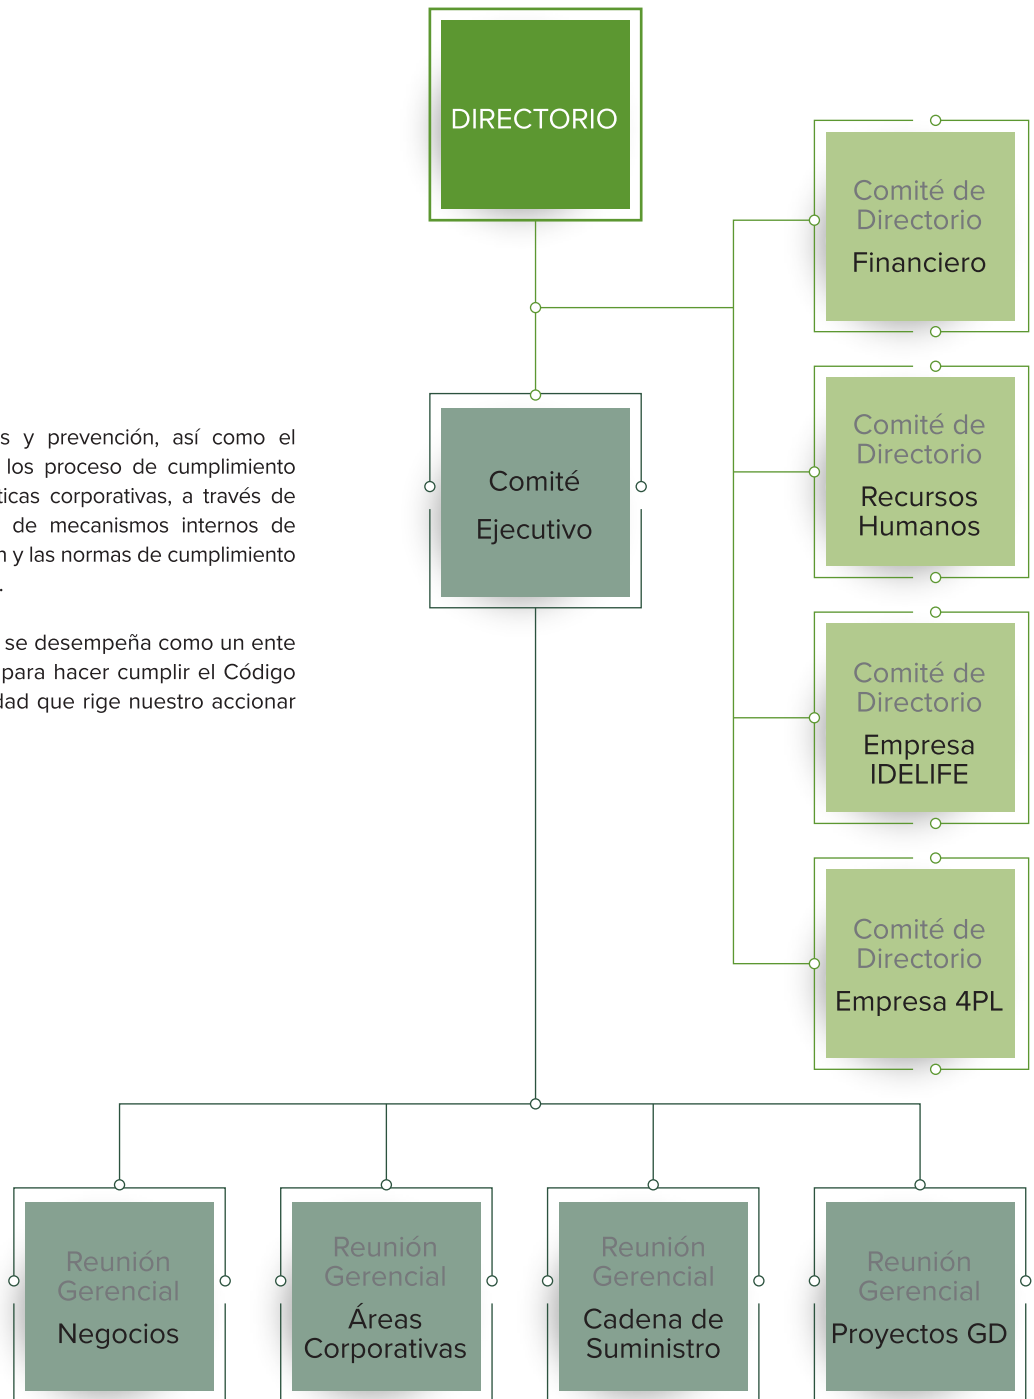 DIRECTORIO
Comité de
Directorio
Financiero
Comité de
Directorio
Recursos
Humanos
Comité de
Directorio
Empresa
IDELIFE
Comité de
Directorio
Empresa 4PL
s y prevención, así como el
los proceso de cumplimiento
ticas corporativas, a través de
de mecanismos internos de
n y las normas de cumplimiento
.
se desempeña como un ente
para hacer cumplir el Código
dad que rige nuestro accionar
Comité
Ejecutivo
Reunión
Gerencial
Negocios
Reunión
Gerencial
Áreas
Corporativas
Reunión
Gerencial
Cadena de
Suministro
Reunión
Gerencial
Proyectos GD